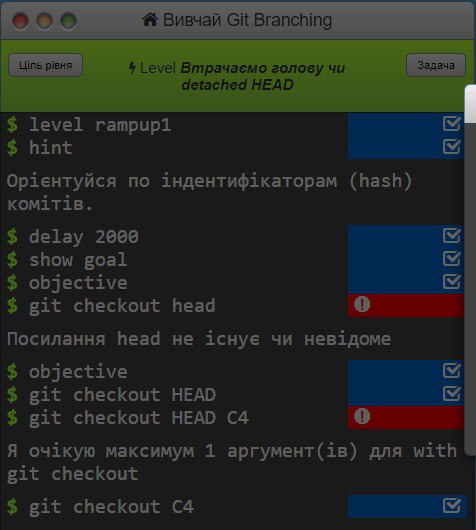 Вивчай Git Branching
Ціль рівня
Level Втрачаємо голову чи
detached HEAD
Задача
$ level rampup1
$ hint
Орієнтуйся по індентифікаторам (hash)
комітів.
$ delay 2000
$ show goal
$ objective
$ git checkout head
Посилання head не існує чи невідоме
$ objective
$ git checkout HEAD
$ git checkout HEAD C4
Я очікую максимум 1 аргумент(ів) для with
git checkout
$ git checkout C4